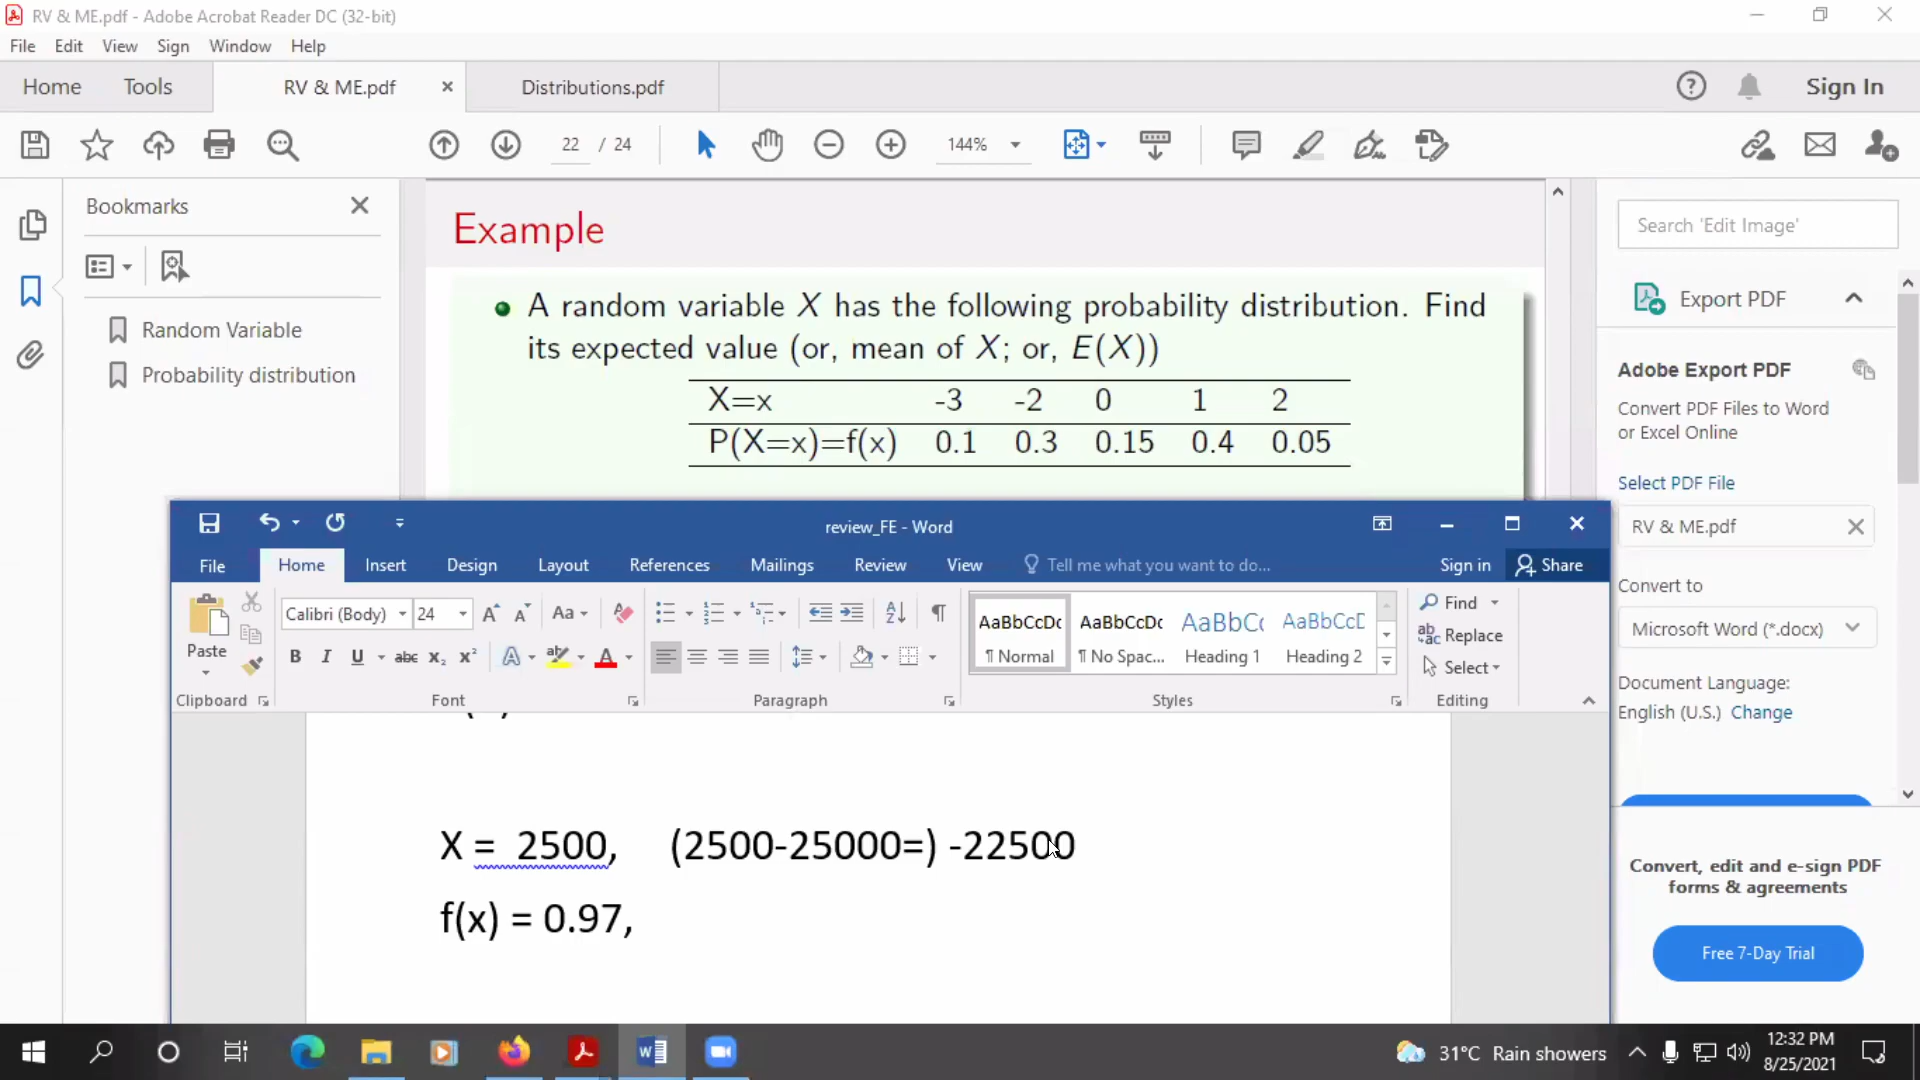 RV & ME.pdf - Adobe Acrobat Reader DC (32-bit)
File Edit View Sign Window Help
Home Tools RV & ME.pdf × Distributions.pdf Sign In
22 / 24 144%
Bookmarks
Random Variable
Probability distribution
Example
A random variable X has the following probability distribution. Find
its expected value (or, mean of X; or, E(X))
X=x -3 -2 0 1 2
P(X=x)=f(x) 0.1 0.3 0.15 0.4 0.05
Search 'Edit Image'
Export PDF
Adobe Export PDF
Convert PDF Files to Word
or Excel Online
Select PDF File
RV & ME.pdf
Convert to
Microsoft Word (*.docx)
Document Language:
English (U.S.) Change
Convert, edit and e-sign PDF
forms & agreements
Free 7-Day Trial
review_FE - Word
File Home Insert Design Layout References Mailings Review View Tell me what you want to do... Sign in Share
Paste
Clipboard
Calibri (Body) 24
Font
Paragraph
AaBbCcDc AaBbCcDc AaBbCc AaBbCcD
¶ Normal ¶ No Spac... Heading 1 Heading 2
Styles
Find
Replace
Select
Editing
X = 2500, (2500-25000=) -22500
f(x) = 0.97,
31°C Rain showers
12:32 PM
8/25/2021